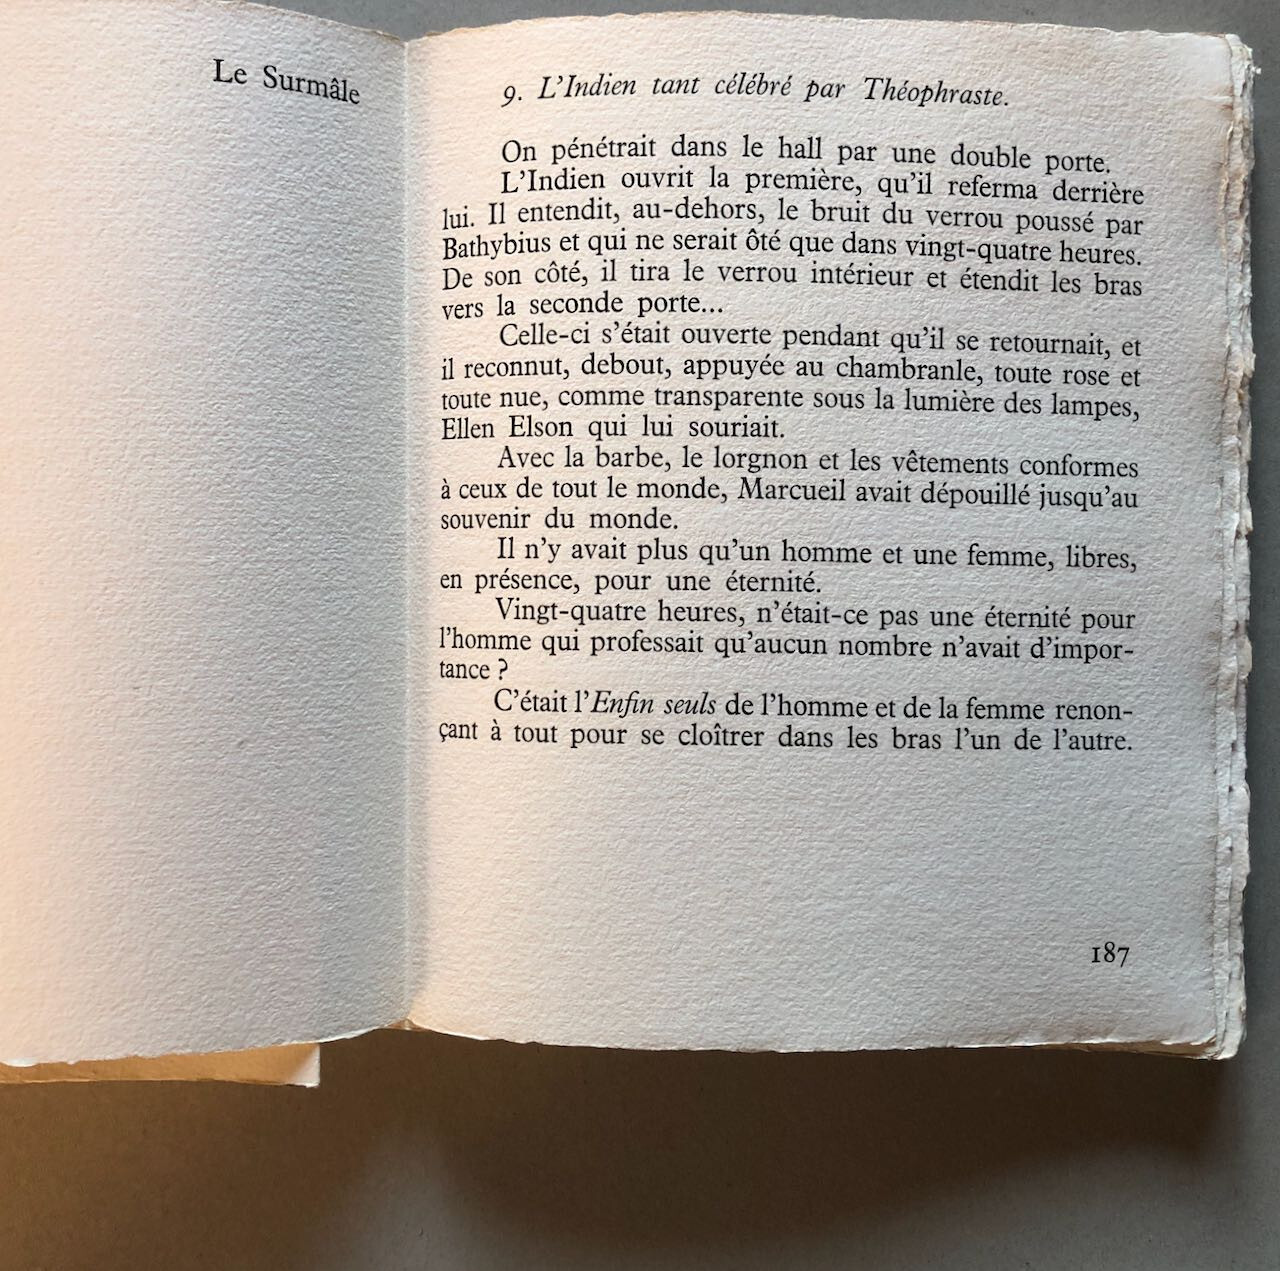 Le Surmâle
9. L’Indien tant célébré par Théophraste.
On pénétrait dans le hall par une double porte.
L’Indien ouvrit la première, qu’il referma derrière
lui. Il entendit, au-dehors, le bruit du verrou poussé par
Bathybius et qui ne serait ôté que dans vingt-quatre heures.
De son côté, il tira le verrou intérieur et étendit les bras
vers la seconde porte...
Celle-ci s’était ouverte pendant qu’il se retournait, et
il reconnut, debout, appuyée au chambranle, toute rose et
toute nue, comme transparente sous la lumière des lampes,
Ellen Elson qui lui souriait.
Avec la barbe, le lorgnon et les vêtements conformes
à ceux de tout le monde, Marcueil avait dépouillé jusqu’au
souvenir du monde.
Il n’y avait plus qu’un homme et une femme, libres,
en présence, pour une éternité.
Vingt-quatre heures, n’était-ce pas une éternité pour
l’homme qui professait qu’aucun nombre n’avait d’impor-
tance ?
C’était l’Enfin seuls de l’homme et de la femme renon-
çant à tout pour se cloîtrer dans les bras l’un de l’autre.
187